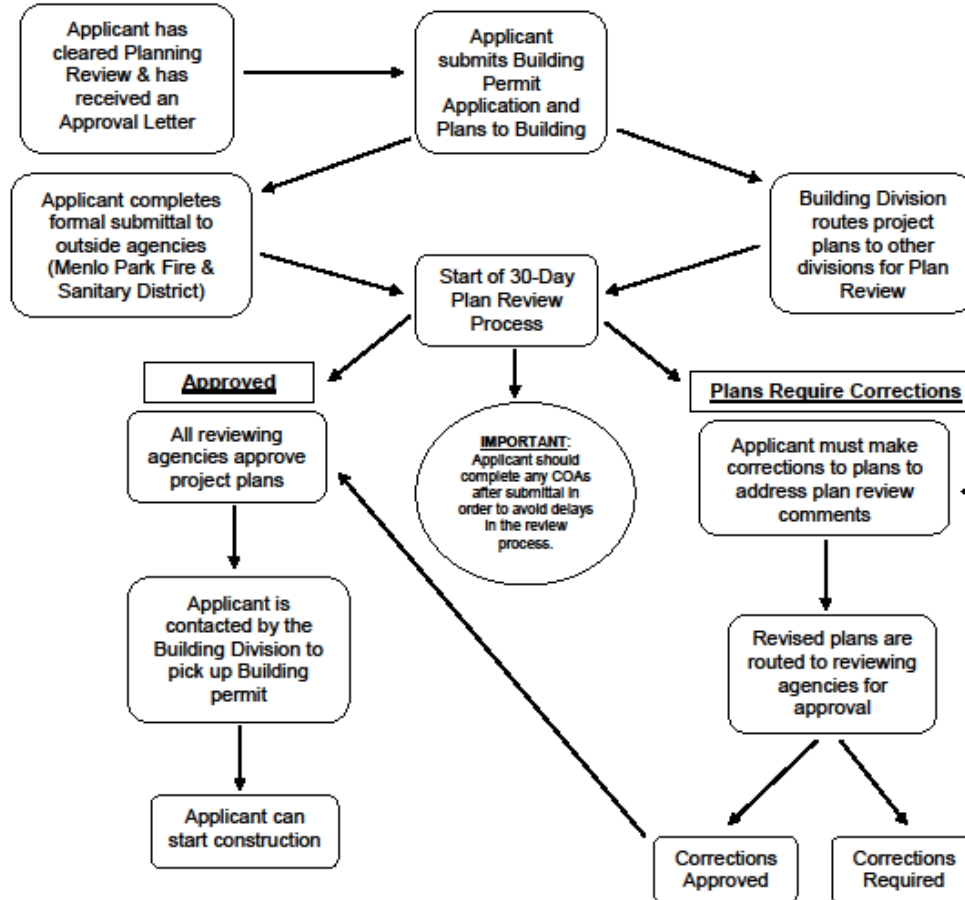 Applicant has
cleared Planning
Review & has
received an
Approval Letter
Applicant
submits Building
Permit
Application and
Plans to Building
Applicant completes
formal submittal to
outside agencies
(Menlo Park Fire &
Sanitary District)
Building Division
routes project
plans to other
divisions for Plan
Review
Start of 30-Day
Plan Review
Process
Approved
Plans Require Corrections
All reviewing
agencies approve
project plans
IMPORTANT:
Applicant should
complete any COAs
after submittal in
order to avoid delays
in the review
process.
Applicant must make
corrections to plans to
address plan review
comments
Applicant is
contacted by the
Building Division to
pick up Building
permit
Revised plans are
routed to reviewing
agencies for
approval
Applicant can
start construction
Corrections
Approved
Corrections
Required